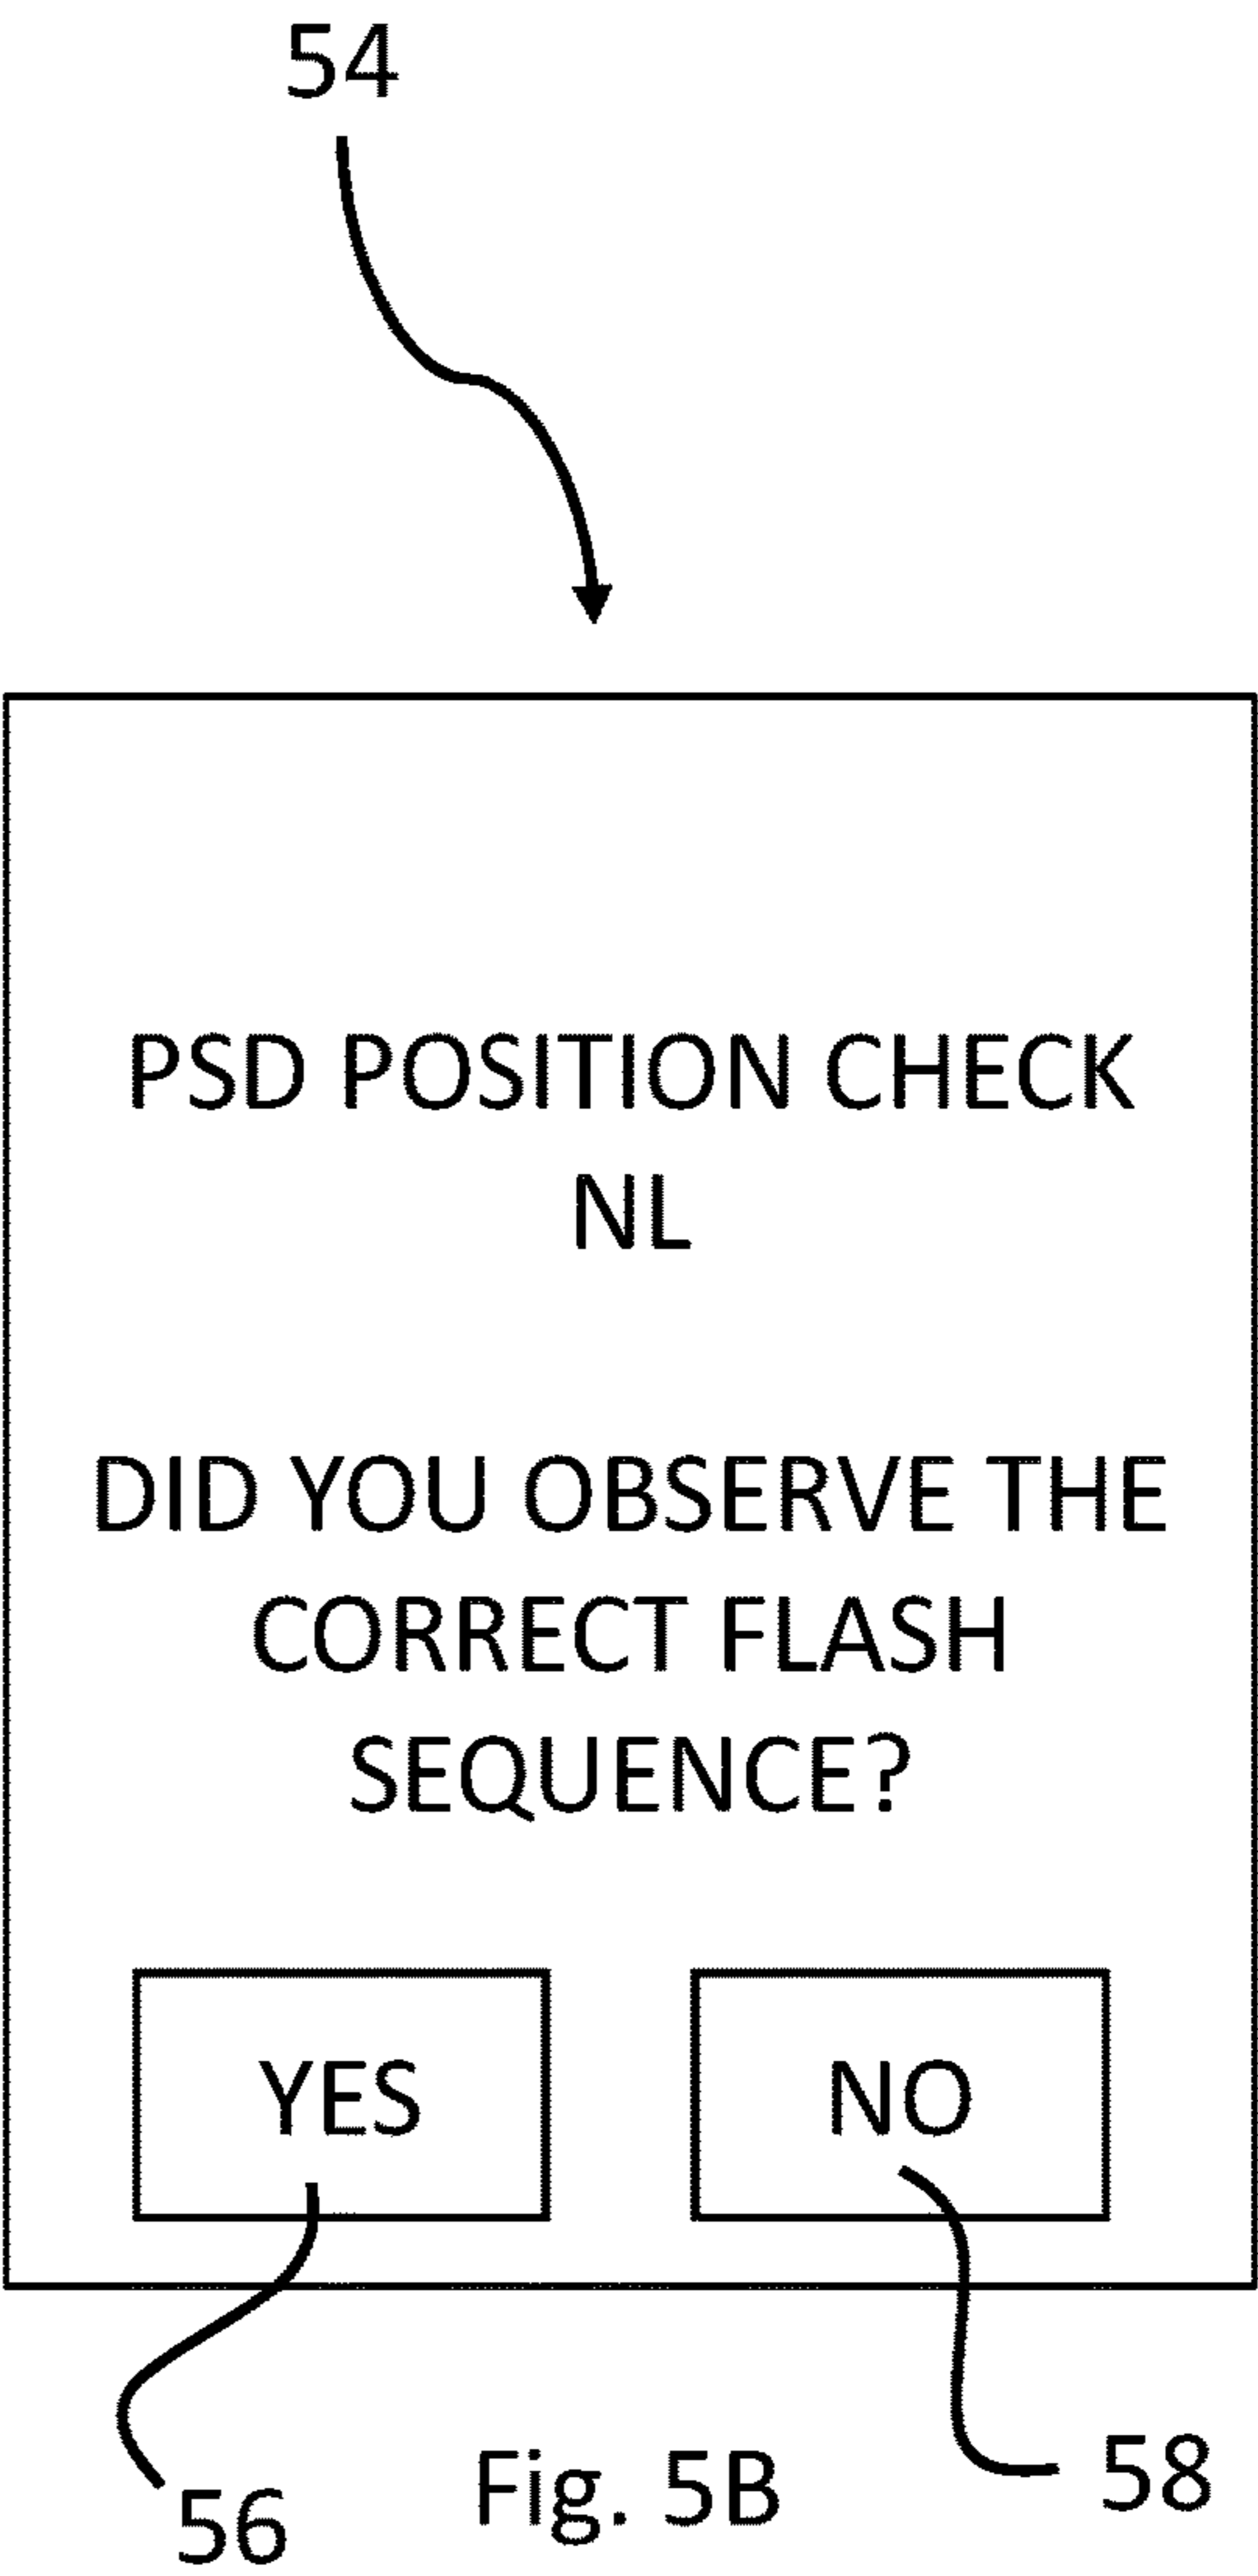 54
PSD POSITION CHECK
NL
DID YOU OBSERVE THE
CORRECT FLASH
SEQUENCE?
YES
NO
56
Fig. 5B
58